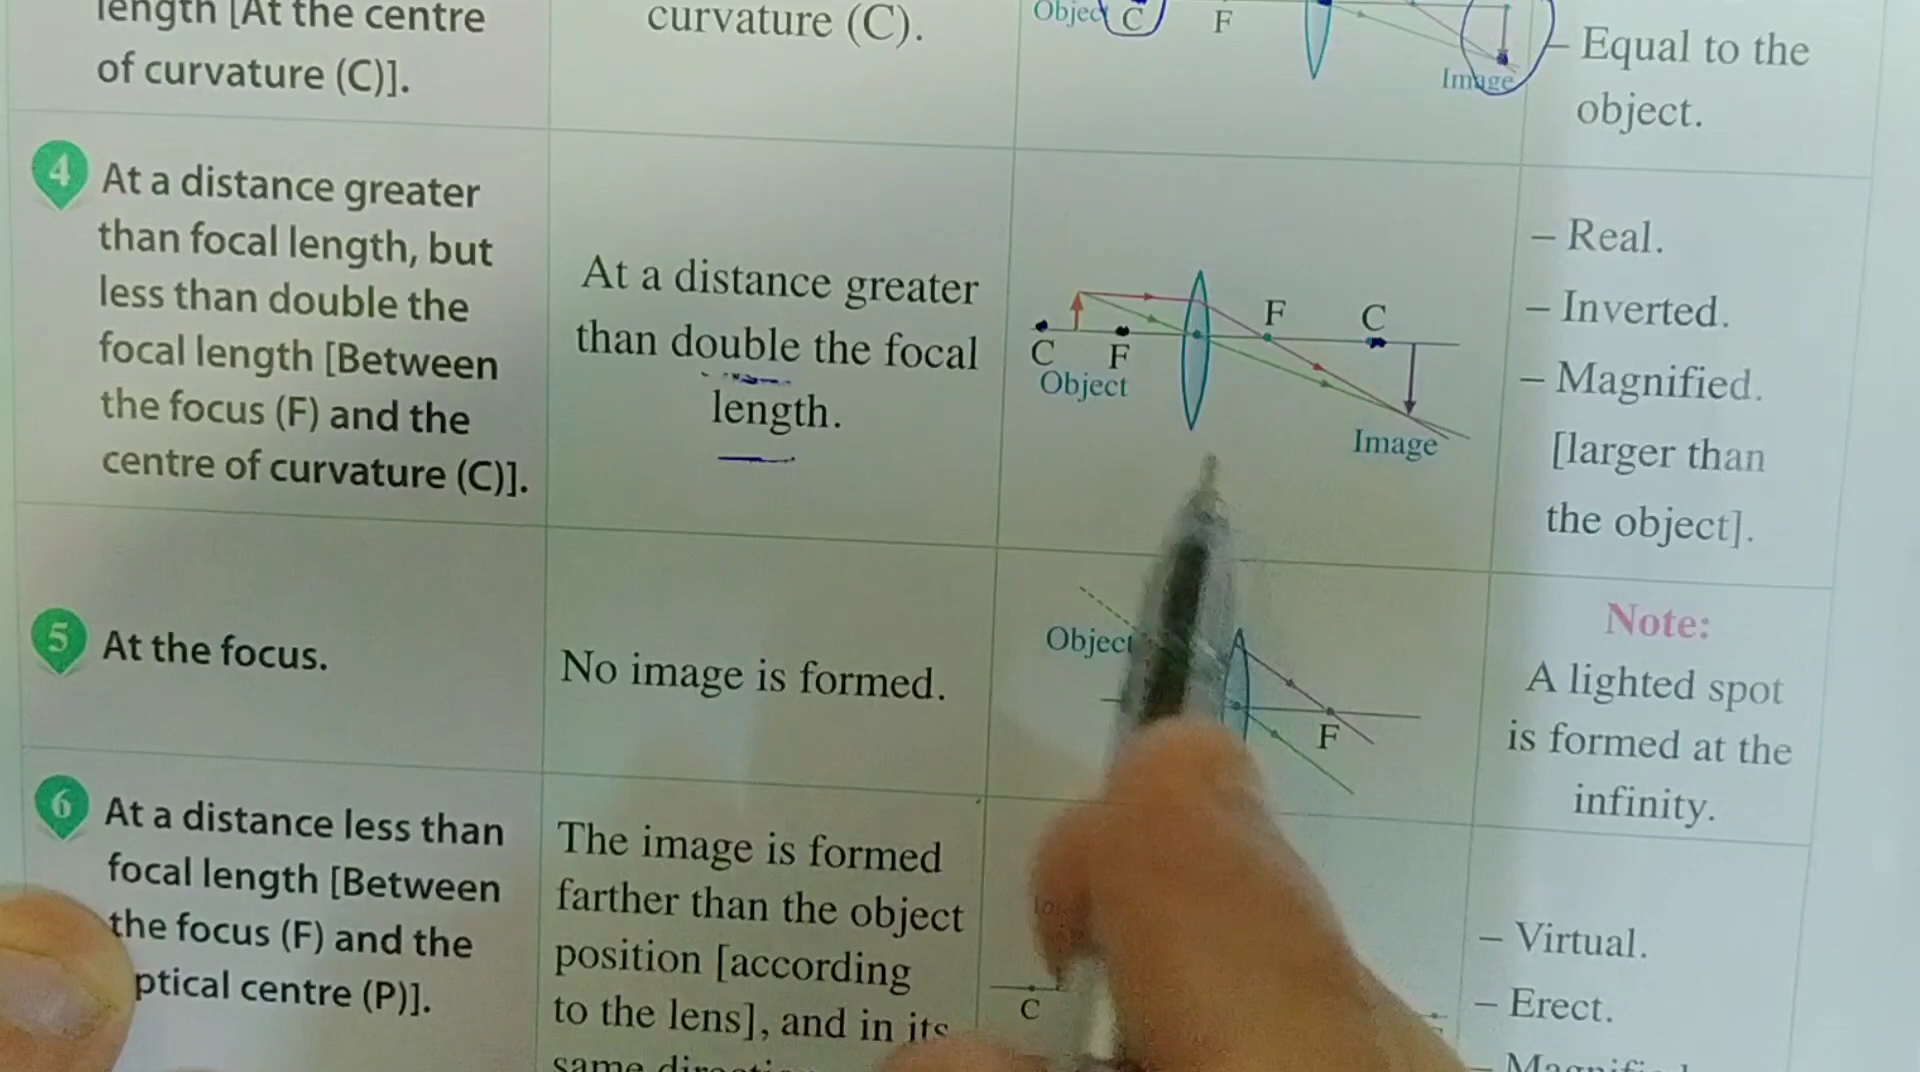 length [At the centre
of curvature (C)].
curvature (C).
Object C F
Image
– Equal to the
object.
4 At a distance greater
than focal length, but
less than double the
focal length [Between
the focus (F) and the
centre of curvature (C)].
At a distance greater
than double the focal
length.
F C
C F
Object
Image
– Real.
– Inverted.
– Magnified.
[larger than
the object].
5 At the focus.
No image is formed.
Object
F
Note:
A lighted spot
is formed at the
infinity.
6 At a distance less than
focal length [Between
the focus (F) and the
ptical centre (P)].
The image is formed
farther than the object
position [according
to the lens], and in its
same
C
– Virtual.
– Erect.